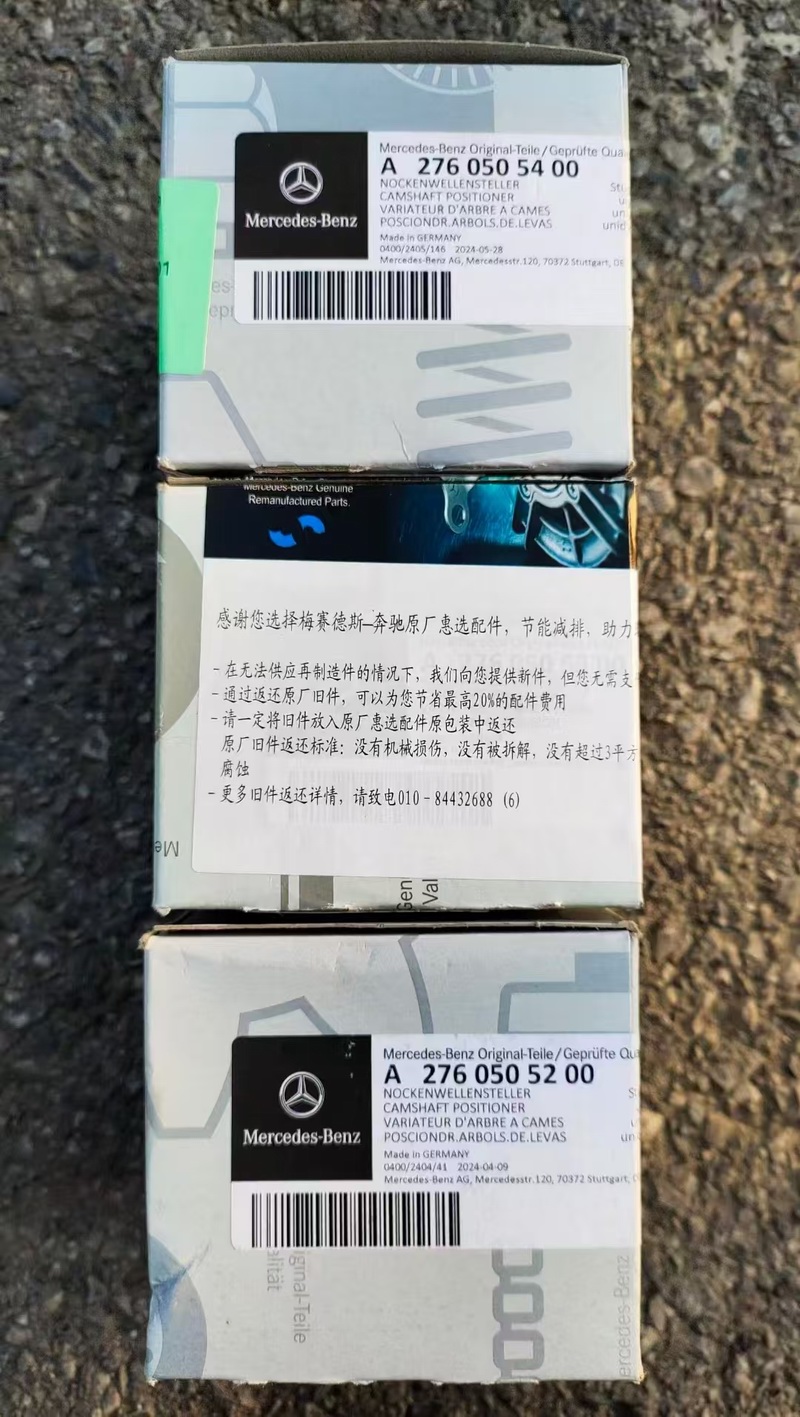 Mercedes-Benz Original-Teile/Geprüfte Qua
A 276 050 54 00
NOCKENWELLENSTELLER
CAMSHAFT POSITIONER
VARIATEUR D'ARBRE A CAMES
POSCIONDR.ARBOLS.DE.LEVAS
unid
Made in GERMANY
0400/2405/146 2024-05-28
Mercedes-Benz AG, Mercedesstr.120, 70372 Stuttgart, DE
Mercedes-Benz
Mercedes-Benz Genuine
Remanufactured Parts.
感谢您选择梅赛德斯—奔驰原厂惠选配件，节能减排，助力
-在无法供应再制造件的情况下，我们向您提供新件，但您无需支
-通过返还原厂旧件，可以为您节省最高20%的配件费用
-请一定将旧件放入原厂惠选配件原包装中返还
原厂旧件返还标准：没有机械损伤，没有被拆解，没有超过3平方
腐蚀
-更多旧件返还详情，请致电010-84432688 (6)
Me
Gen
Val
Mercedes-Benz Original-Teile/Geprüfte Qua
A 276 050 52 00
NOCKENWELLENSTELLER
CAMSHAFT POSITIONER
VARIATEUR D'ARBRE A CAMES
POSCIONDR.ARBOLS.DE.LEVAS
un
Made in GERMANY
0400/2404/41 2024-04-09
Mercedes-Benz AG, Mercedesstr.120, 70372 Stuttgart,
Mercedes-Benz
iginal-Teile
alität
ercedes-Benz